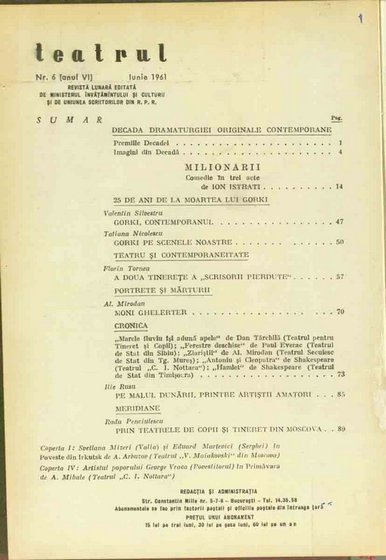 1
teatrul
Nr. 6 (anul VI) Iunie 1961
REVISTĂ LUNARĂ EDITATĂ
DE MINISTERUL ÎNVĂȚĂMÎNTULUI ȘI CULTURII
ȘI DE UNIUNEA SCRIITORILOR DIN R. P. R.
SUMAR Pag.
DECADA DRAMATURGIEI ORIGINALE CONTEMPORANE
Premiile Decadei . . . . . . . . . . 1
Imagini din Decadă . . . . . . . . . . 4
MILIONARII
Comedie în trei acte
de ION ISTRATI . . . . . . . . 14
25 DE ANI DE LA MOARTEA LUI GORKI
Valentin Silvestru
GORKI, CONTEMPORANUL . . . . . . . . 47
Tatiana Nicolescu
GORKI PE SCENELE NOASTRE . . . . . . . . 50
TEATRU ȘI CONTEMPORANEITATE
Florin Tornea
A DOUA TINEREȚE A „SCRISORII PIERDUTE" . . . . . 57
PORTRETE ȘI MĂRTURII
Al. Mirodan
MONI GHELERTER . . . . . . . . 70
CRONICA
„Marele fluviu își adună apele" de Dan Tărchilă (Teatrul pentru
Tineret și Copii); „Ferestre deschise" de Paul Everac (Teatrul
de Stat din Sibiu); „Ziariștii" de Al. Mirodan (Teatrul Secuiesc
de Stat din Tg. Mureș); „Antoniu și Cleopatra" de Shakespeare
(Teatrul „C. I. Nottara"); „Hamlet" de Shakespeare (Teatrul
de Stat din Timișoara) . . . . . . . . 73
Ilie Rusu
PE MALUL DUNĂRII, PRINTRE ARTIȘTII AMATORI . . . 85
MERIDIANE
Radu Penciulescu
PRIN TEATRELE DE COPII ȘI TINERET DIN MOSCOVA . . 89
Coperta I: Svetlana Mizeri (Valia) și Eduard Martevici (Serghei) în
Poveste din Irkutsk de A. Arbuzov (Teatrul „V. Maiakovski" din Moscova)
Coperta IV: Artistul poporului George Vraca (Povestitorul) în Primăvara
de A. Mihale (Teatrul „C. I. Nottara")
REDACȚIA ȘI ADMINISTRAȚIA
Str. Constantin Mille nr. 5-7-9 – București – Tel. 14.35.58
Abonamentele se fac prin factorii poștali și oficiile poștale din întreaga țară
PREȚUL UNUI ABONAMENT
15 lei pe trei luni, 30 lei pe șase luni, 60 lei pe un an